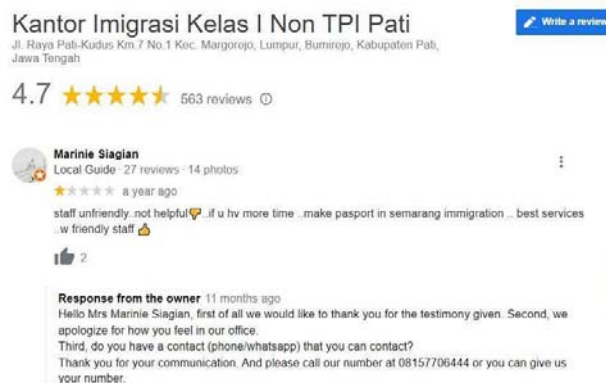 Kantor Imigrasi Kelas I Non TPI Pati
Write a review
Jl. Raya Pati-Kudus Km.7 No.1 Kec. Margorejo, Lumpur, Bumirejo, Kabupaten Pati,
Jawa Tengah
4.7 563 reviews
Marinie Siagian
Local Guide · 27 reviews · 14 photos
a year ago
staff unfriendly..not helpful👎..if u hv more time ..make pasport in semarang immigration .. best services
..w friendly staff 👍
2
Response from the owner 11 months ago
Hello Mrs Marinie Siagian, first of all we would like to thank you for the testimony given. Second, we
apologize for how you feel in our office.
Third, do you have a contact (phone/whatsapp) that you can contact?
Thank you for your communication. And please call our number at 08157706444 or you can give us
your number.